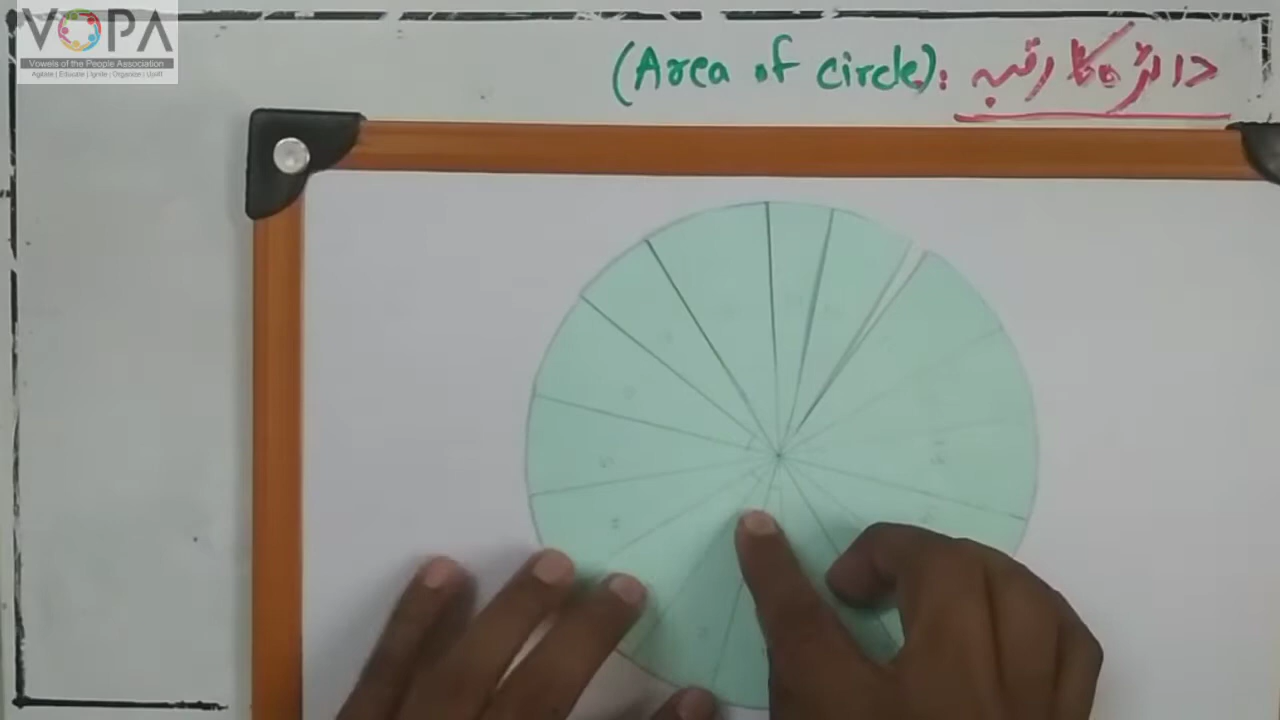 VOPA
Vowels of the People Association
Agitate | Educate | Ignite | Organize | Uplift
دائرہ کا رقبہ : (Area of circle)